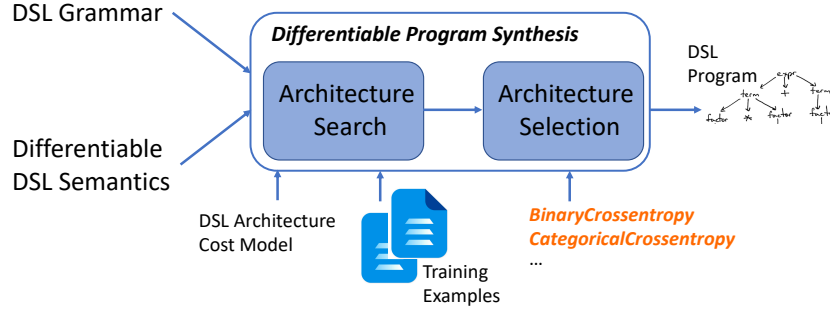 DSL Grammar
Differentiable
DSL Semantics
Differentiable Program Synthesis
Architecture
Search
Architecture
Selection
DSL
Program
expr
term + term
factor * factor factor
DSL Architecture
Cost Model
Training
Examples
BinaryCrossentropy
CategoricalCrossentropy
...